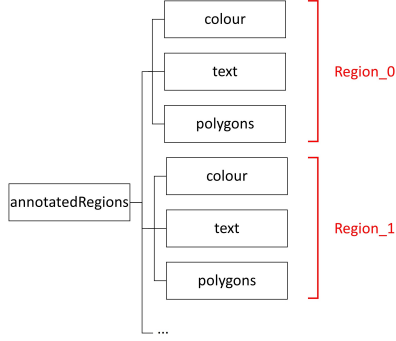 colour
text
Region_0
polygons
colour
annotatedRegions
text
Region_1
polygons
...